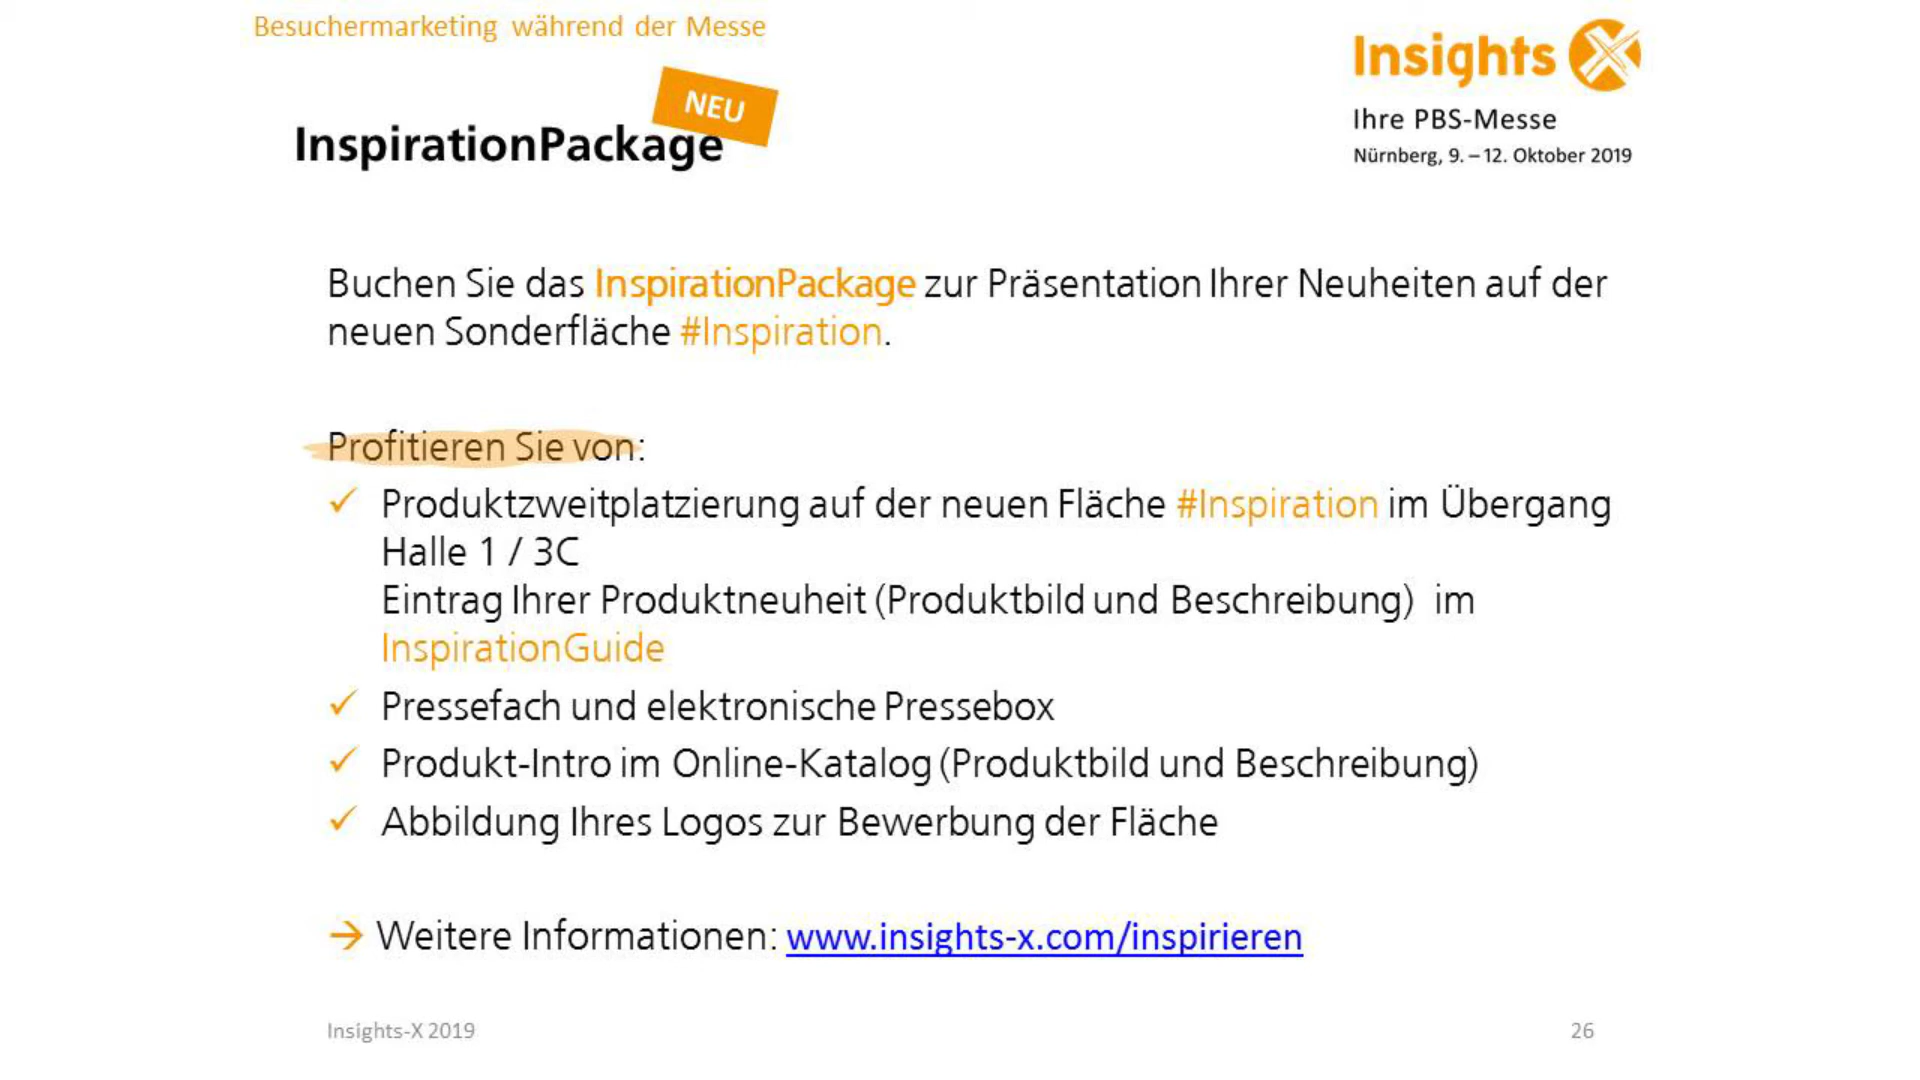 Besuchermarketing während der Messe
Insights X
NEU
InspirationPackage
Ihre PBS-Messe
Nürnberg, 9. – 12. Oktober 2019
Buchen Sie das InspirationPackage zur Präsentation Ihrer Neuheiten auf der
neuen Sonderfläche #Inspiration.
Profitieren Sie von:
✓ Produktzweitplatzierung auf der neuen Fläche #Inspiration im Übergang
Halle 1 / 3C
Eintrag Ihrer Produktneuheit (Produktbild und Beschreibung) im
InspirationGuide
✓ Pressefach und elektronische Pressebox
✓ Produkt-Intro im Online-Katalog (Produktbild und Beschreibung)
✓ Abbildung Ihres Logos zur Bewerbung der Fläche
→ Weitere Informationen: www.insights-x.com/inspirieren
Insights-X 2019
26